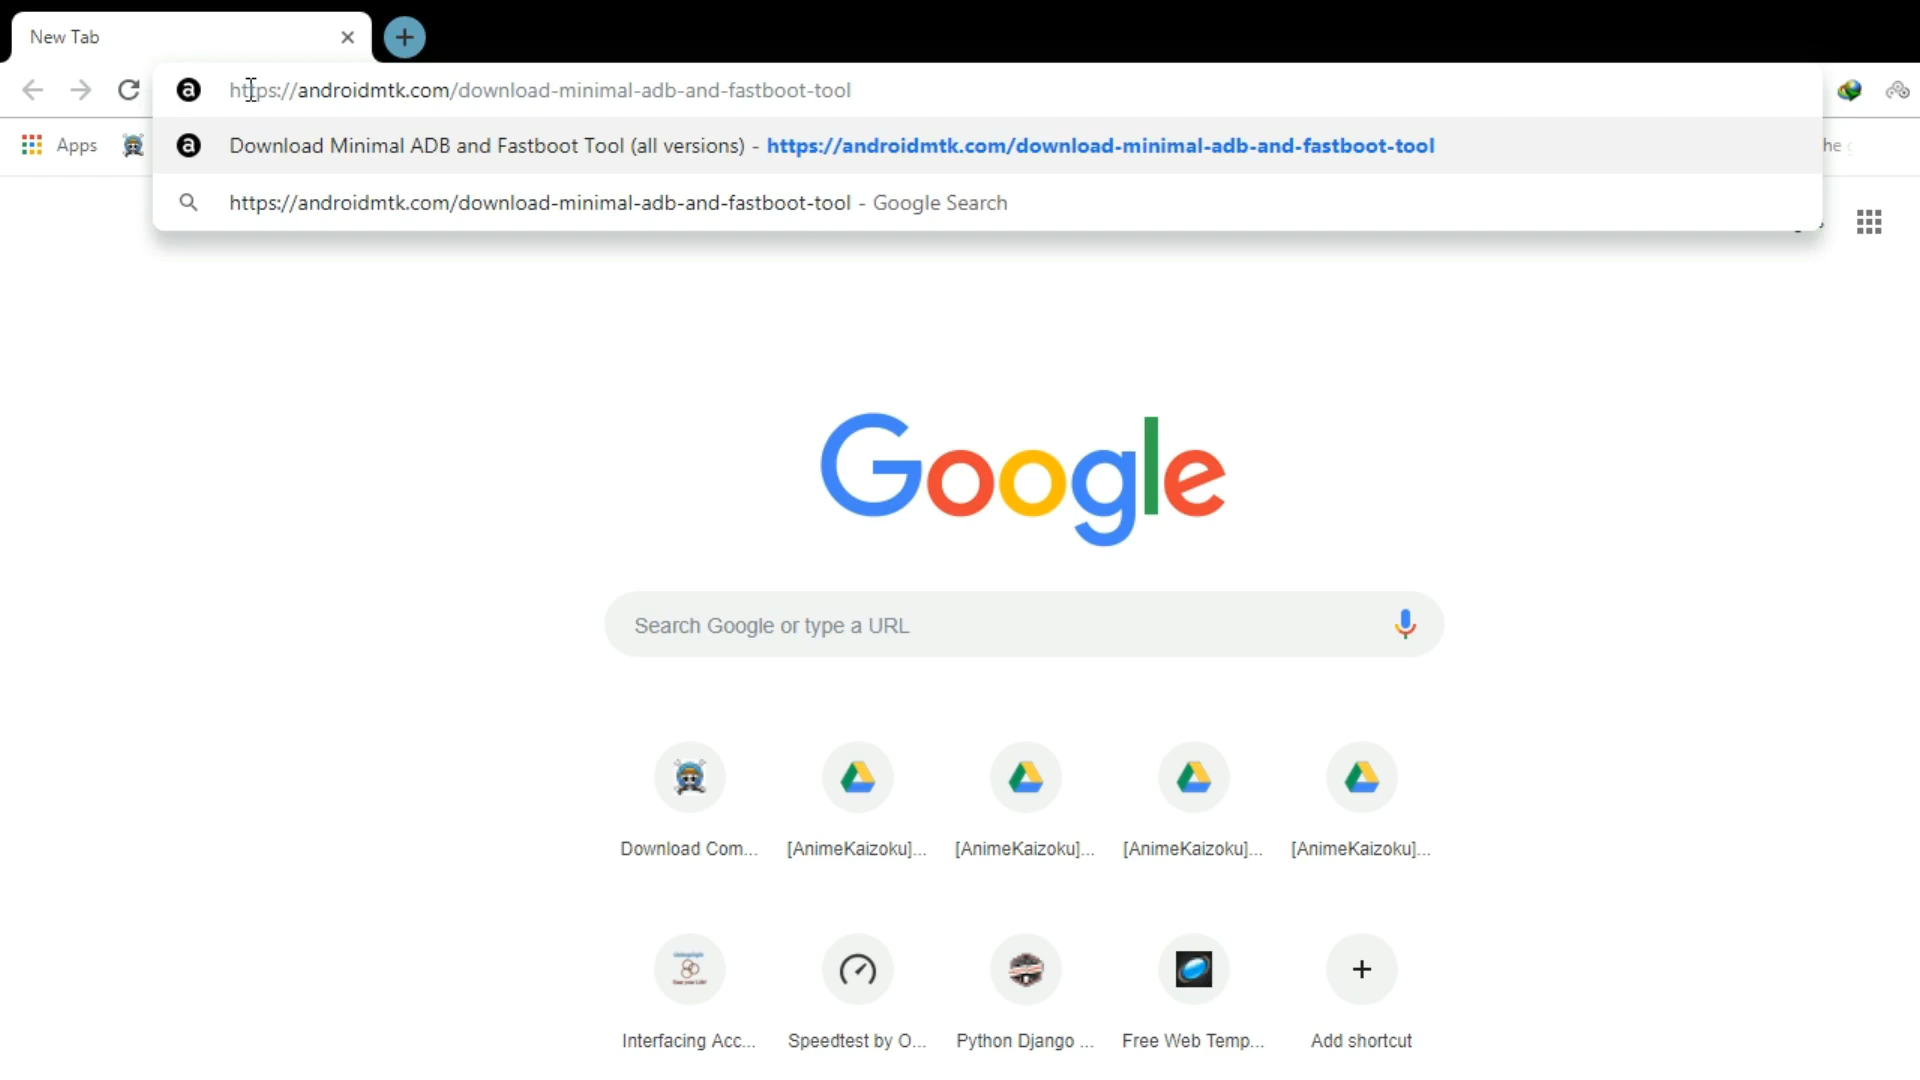 New Tab
https://androidmtk.com/download-minimal-adb-and-fastboot-tool
Apps
Download Minimal ADB and Fastboot Tool (all versions) - https://androidmtk.com/download-minimal-adb-and-fastboot-tool
he
https://androidmtk.com/download-minimal-adb-and-fastboot-tool - Google Search
Google
Search Google or type a URL
Download Com... [AnimeKaizoku]... [AnimeKaizoku]... [AnimeKaizoku]... [AnimeKaizoku]...
Interfacing Acc... Speedtest by O... Python Django ... Free Web Temp... Add shortcut